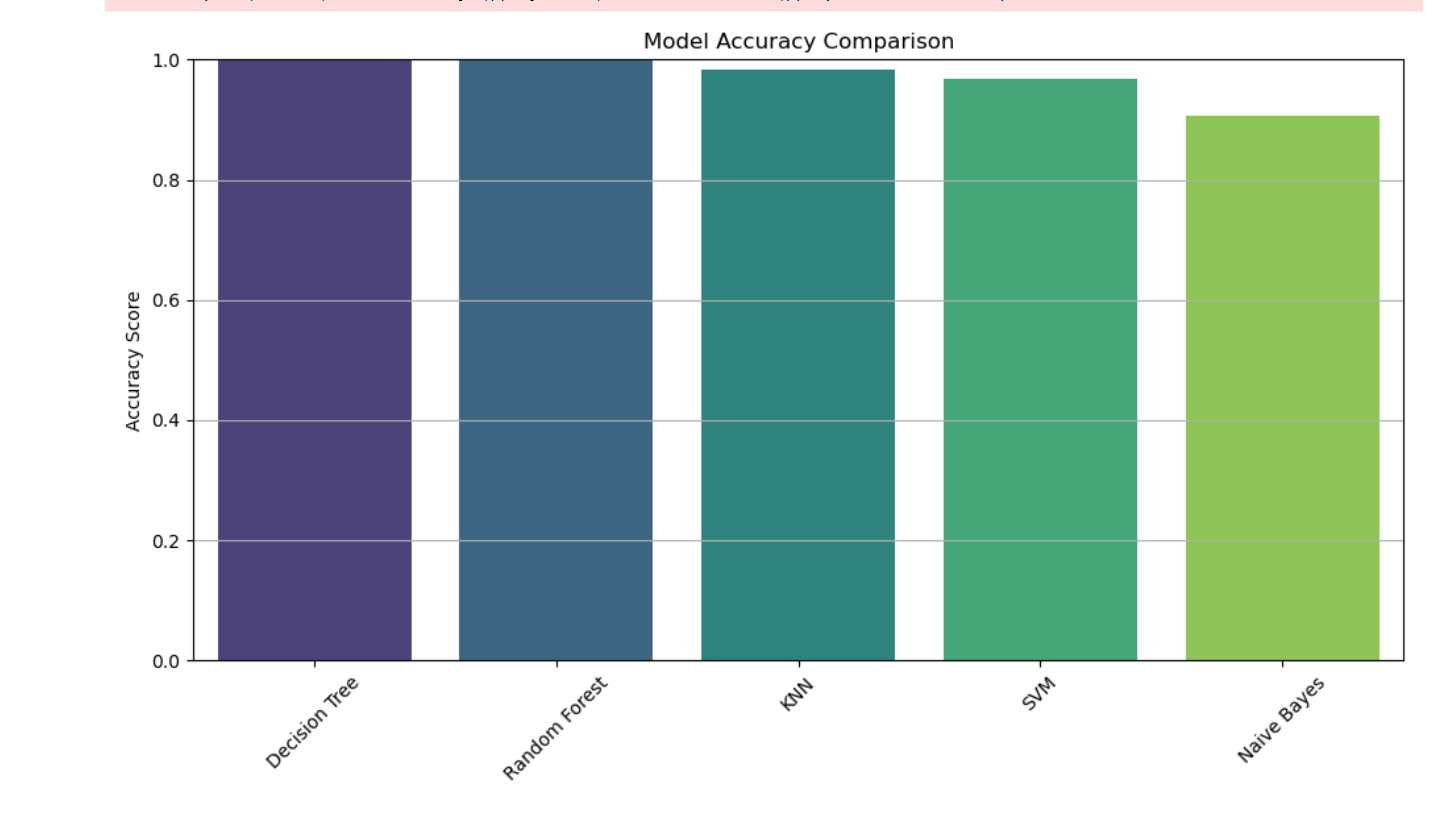 Model Accuracy Comparison
1.0
0.8
0.6
0.4
0.2
0.0
Accuracy Score
Decision Tree
Random Forest
KNN
SVM
Naive Bayes